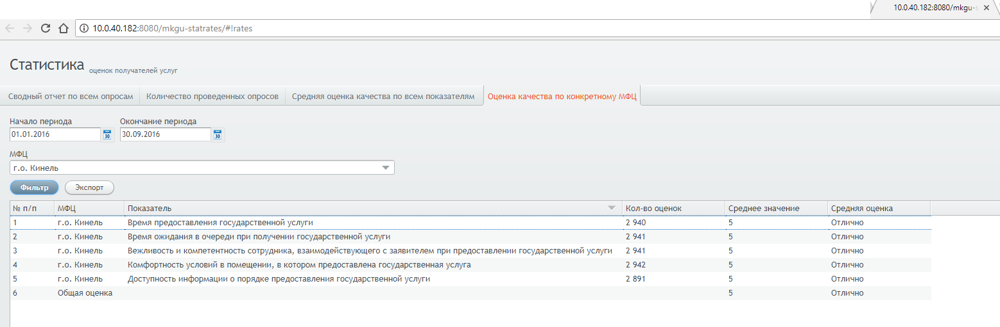 10.0.40.182:8080/mkgu-s
10.0.40.182:8080/mkgu-statrates/#!rates
Статистика оценок получателей услуг
Сводный отчет по всем опросам Количество проведенных опросов Средняя оценка качества по всем показателям Оценка качества по конкретному МФЦ
Начало периода Окончание периода
01.01.2016 30 30.09.2016 30
МФЦ
г.о. Кинель
Фильтр Экспорт
№ п/п МФЦ Показатель Кол-во оценок Среднее значение Средняя оценка
1 г.о. Кинель Время предоставления государственной услуги 2 940 5 Отлично
2 г.о. Кинель Время ожидания в очереди при получении государственной услуги 2 941 5 Отлично
3 г.о. Кинель Вежливость и компетентность сотрудника, взаимодействующего с заявителем при предоставлении государственной услуги 2 941 5 Отлично
4 г.о. Кинель Комфортность условий в помещении, в котором предоставлена государственная услуга 2 942 5 Отлично
5 г.о. Кинель Доступность информации о порядке предоставления государственной услуги 2 891 5 Отлично
6 Общая оценка 5 Отлично